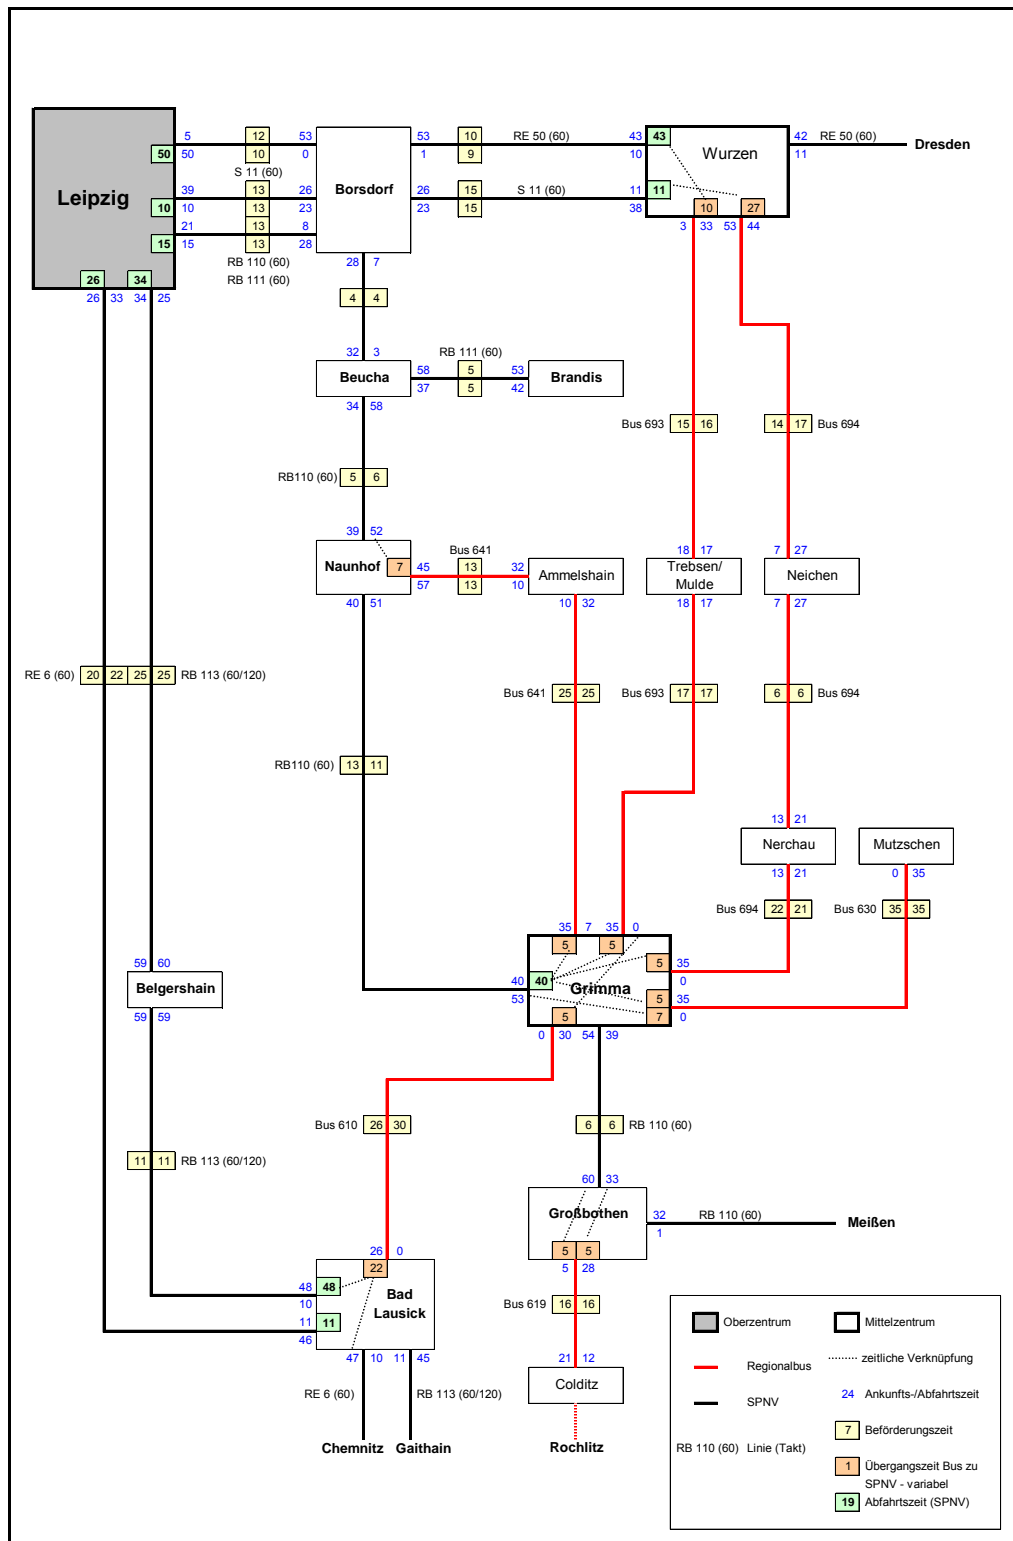 5 12 53 53 10 RE 50 (60) 43 43 42 RE 50 (60)
Dresden
50 50 10 0 1 9 10 Wurzen 11
Leipzig
S 11 (60)
Borsdorf
39 13 26 26 15 S 11 (60) 11 11
10 10 13 23 23 15 38 10 27
21 13 8 3 33 53 44
15 15 13 28
RB 110 (60)
RB 111 (60)
28 7
26 34
26 33 34 25
4 4
32 3
RB 111 (60)
Beucha 58 5 53 Brandis
37 5 42
34 58
Bus 693 15 16 14 17 Bus 694
RB110 (60) 5 6
39 52
Bus 641
18 17 7 27
Naunhof 7 45 13 32 Ammelshain
57 13 10
Trebsen/
Mulde
Neichen
40 51 10 32 18 17 7 27
RE 6 (60) 20 22 25 25 RB 113 (60/120)
Bus 641 25 25 Bus 693 17 17 6 6 Bus 694
RB110 (60) 13 11
13 21
Nerchau Mutzschen
13 21 0 35
Bus 694 22 21 Bus 630 35 35
35 7 35 0
5 5
5 35
59 60
40 40 0
Belgershain
Grimma
53 5 35
59 59
5 7 0
0 30 54 39
Bus 610 26 30 6 6 RB 110 (60)
11 11 RB 113 (60/120)
60 33
Großbothen
32 RB 110 (60) Meißen
1
26 0 5 5
22 5 28
48 48
10
Bad
Lausick
11 11
46
Bus 619 16 16
47 10 11 45
21 12
Colditz
RE 6 (60) RB 113 (60/120)
Chemnitz Gaithain Rochlitz
Oberzentrum
Mittelzentrum
Regionalbus
zeitliche Verknüpfung
SPNV
24 Ankunfts-/Abfahrtszeit
7 Beförderungszeit
RB 110 (60) Linie (Takt)
1 Übergangszeit Bus zu
SPNV - variabel
19 Abfahrtszeit (SPNV)